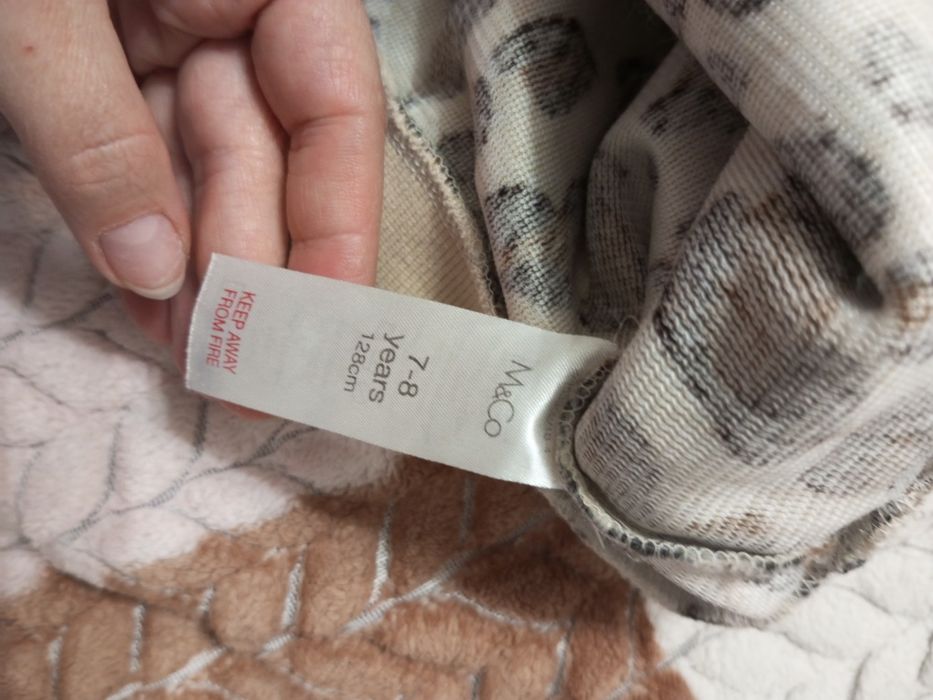 M&Co
7-8
years
128cm
KEEP AWAY
FROM FIRE